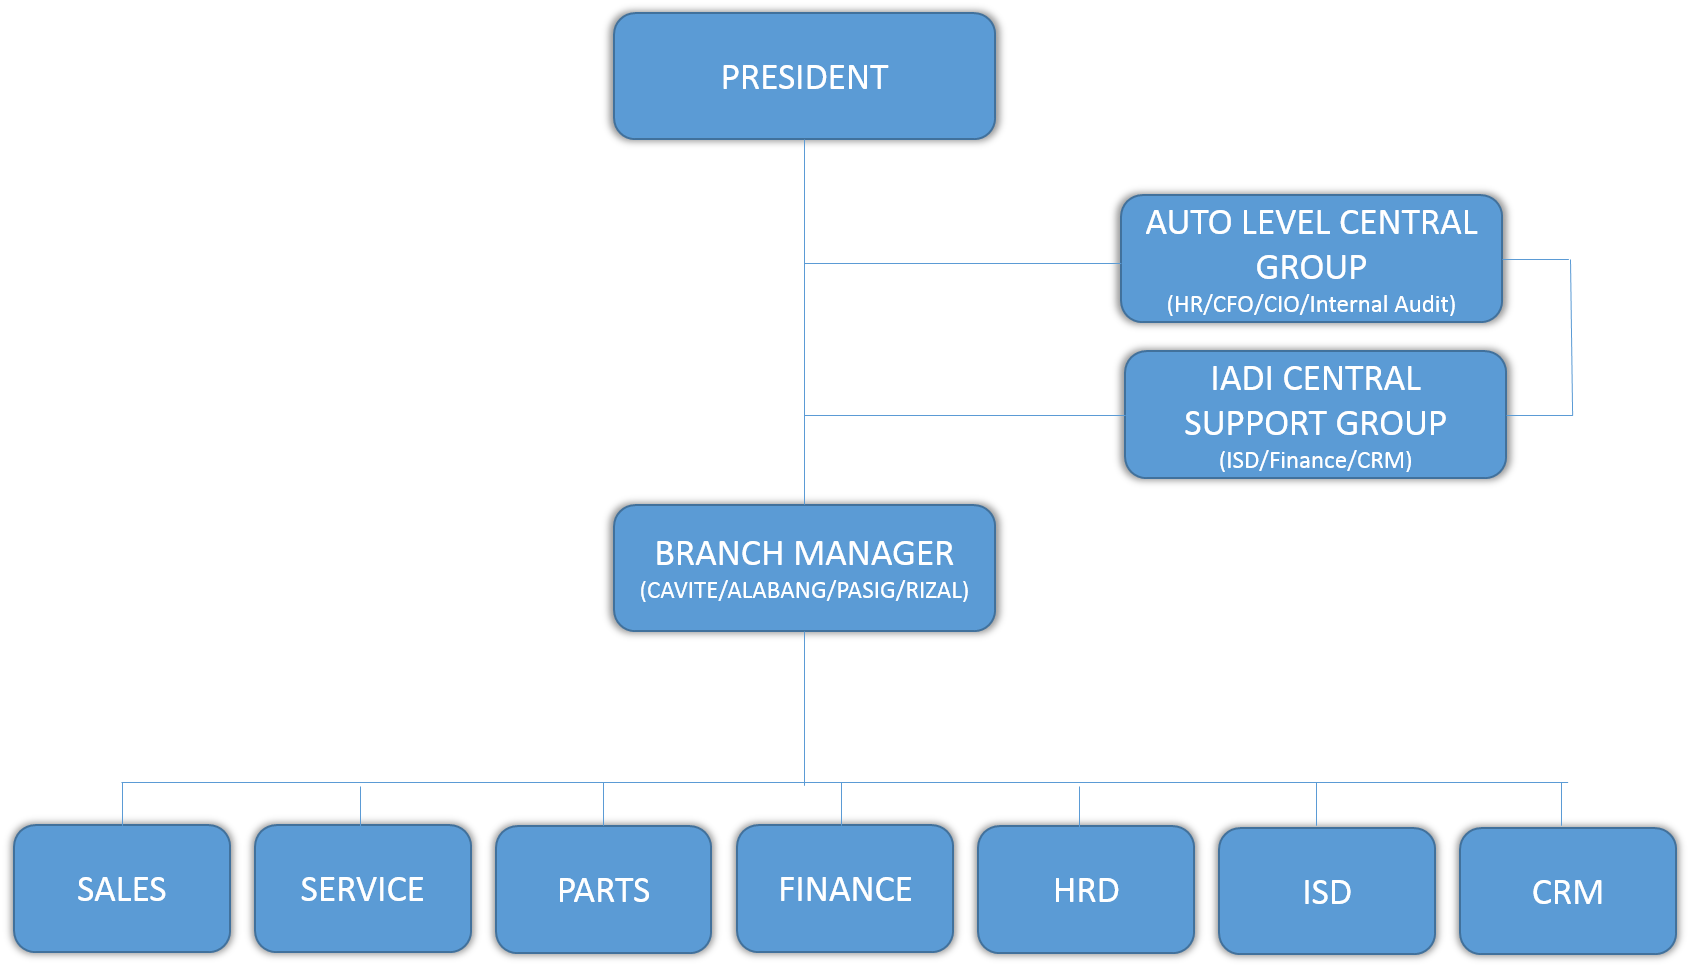 PRESIDENT
AUTO LEVEL CENTRAL
GROUP
(HR/CFO/CIO/Internal Audit)
IADI CENTRAL
SUPPORT GROUP
(ISD/Finance/CRM)
BRANCH MANAGER
(CAVITE/ALABANG/PASIG/RIZAL)
SALES
SERVICE
PARTS
FINANCE
HRD
ISD
CRM